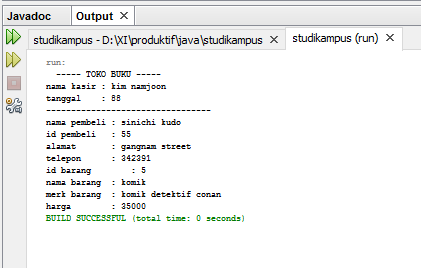 Javadoc Output
studikampus - D:\XI\produktif\java\studikampus studikampus (run)
run:
----- TOKO BUKU -----
nama kasir : kim namjoon
tanggal : 88
--------------------------------
nama pembeli : sinichi kudo
id pembeli : 55
alamat : gangnam street
telepon : 342391
id barang : 5
nama barang : komik
merk barang : komik detektif conan
harga : 35000
BUILD SUCCESSFUL (total time: 0 seconds)